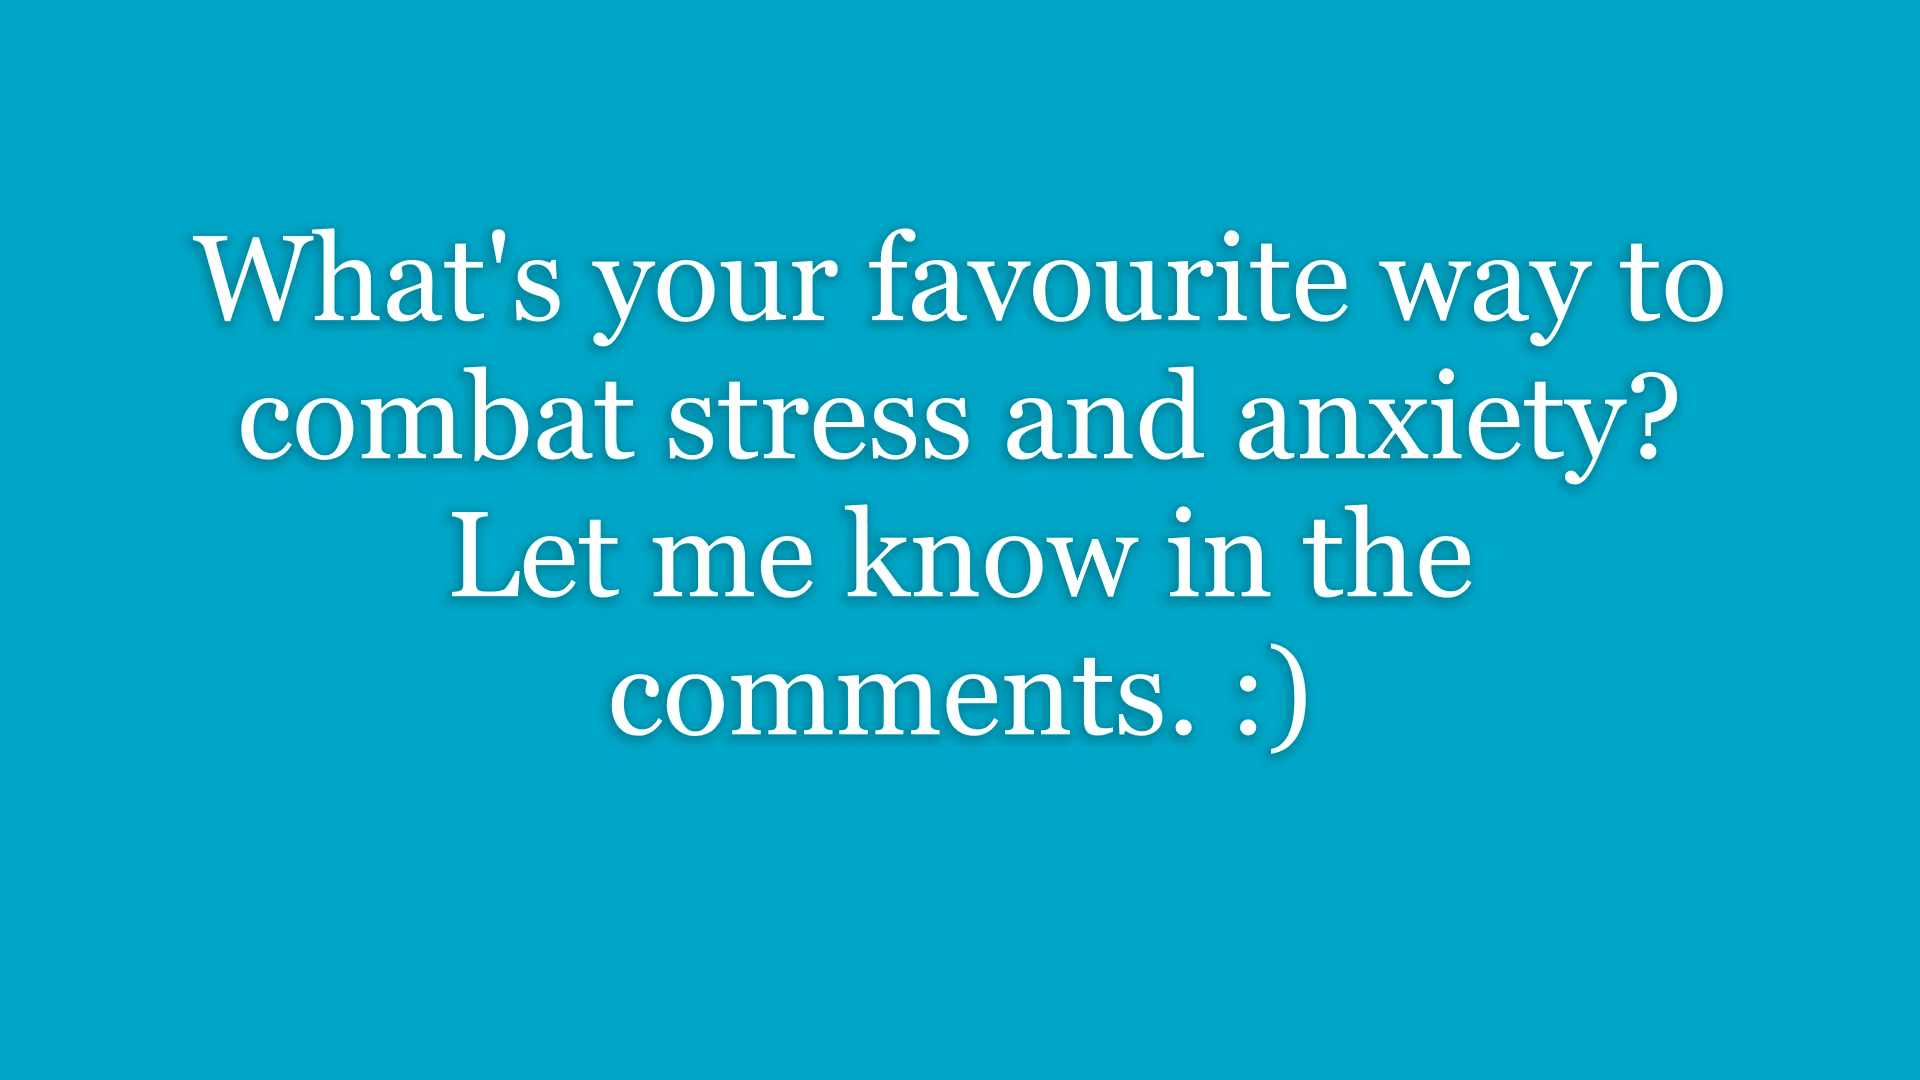 What's your favourite way to
combat stress and anxiety?
Let me know in the
comments. :)